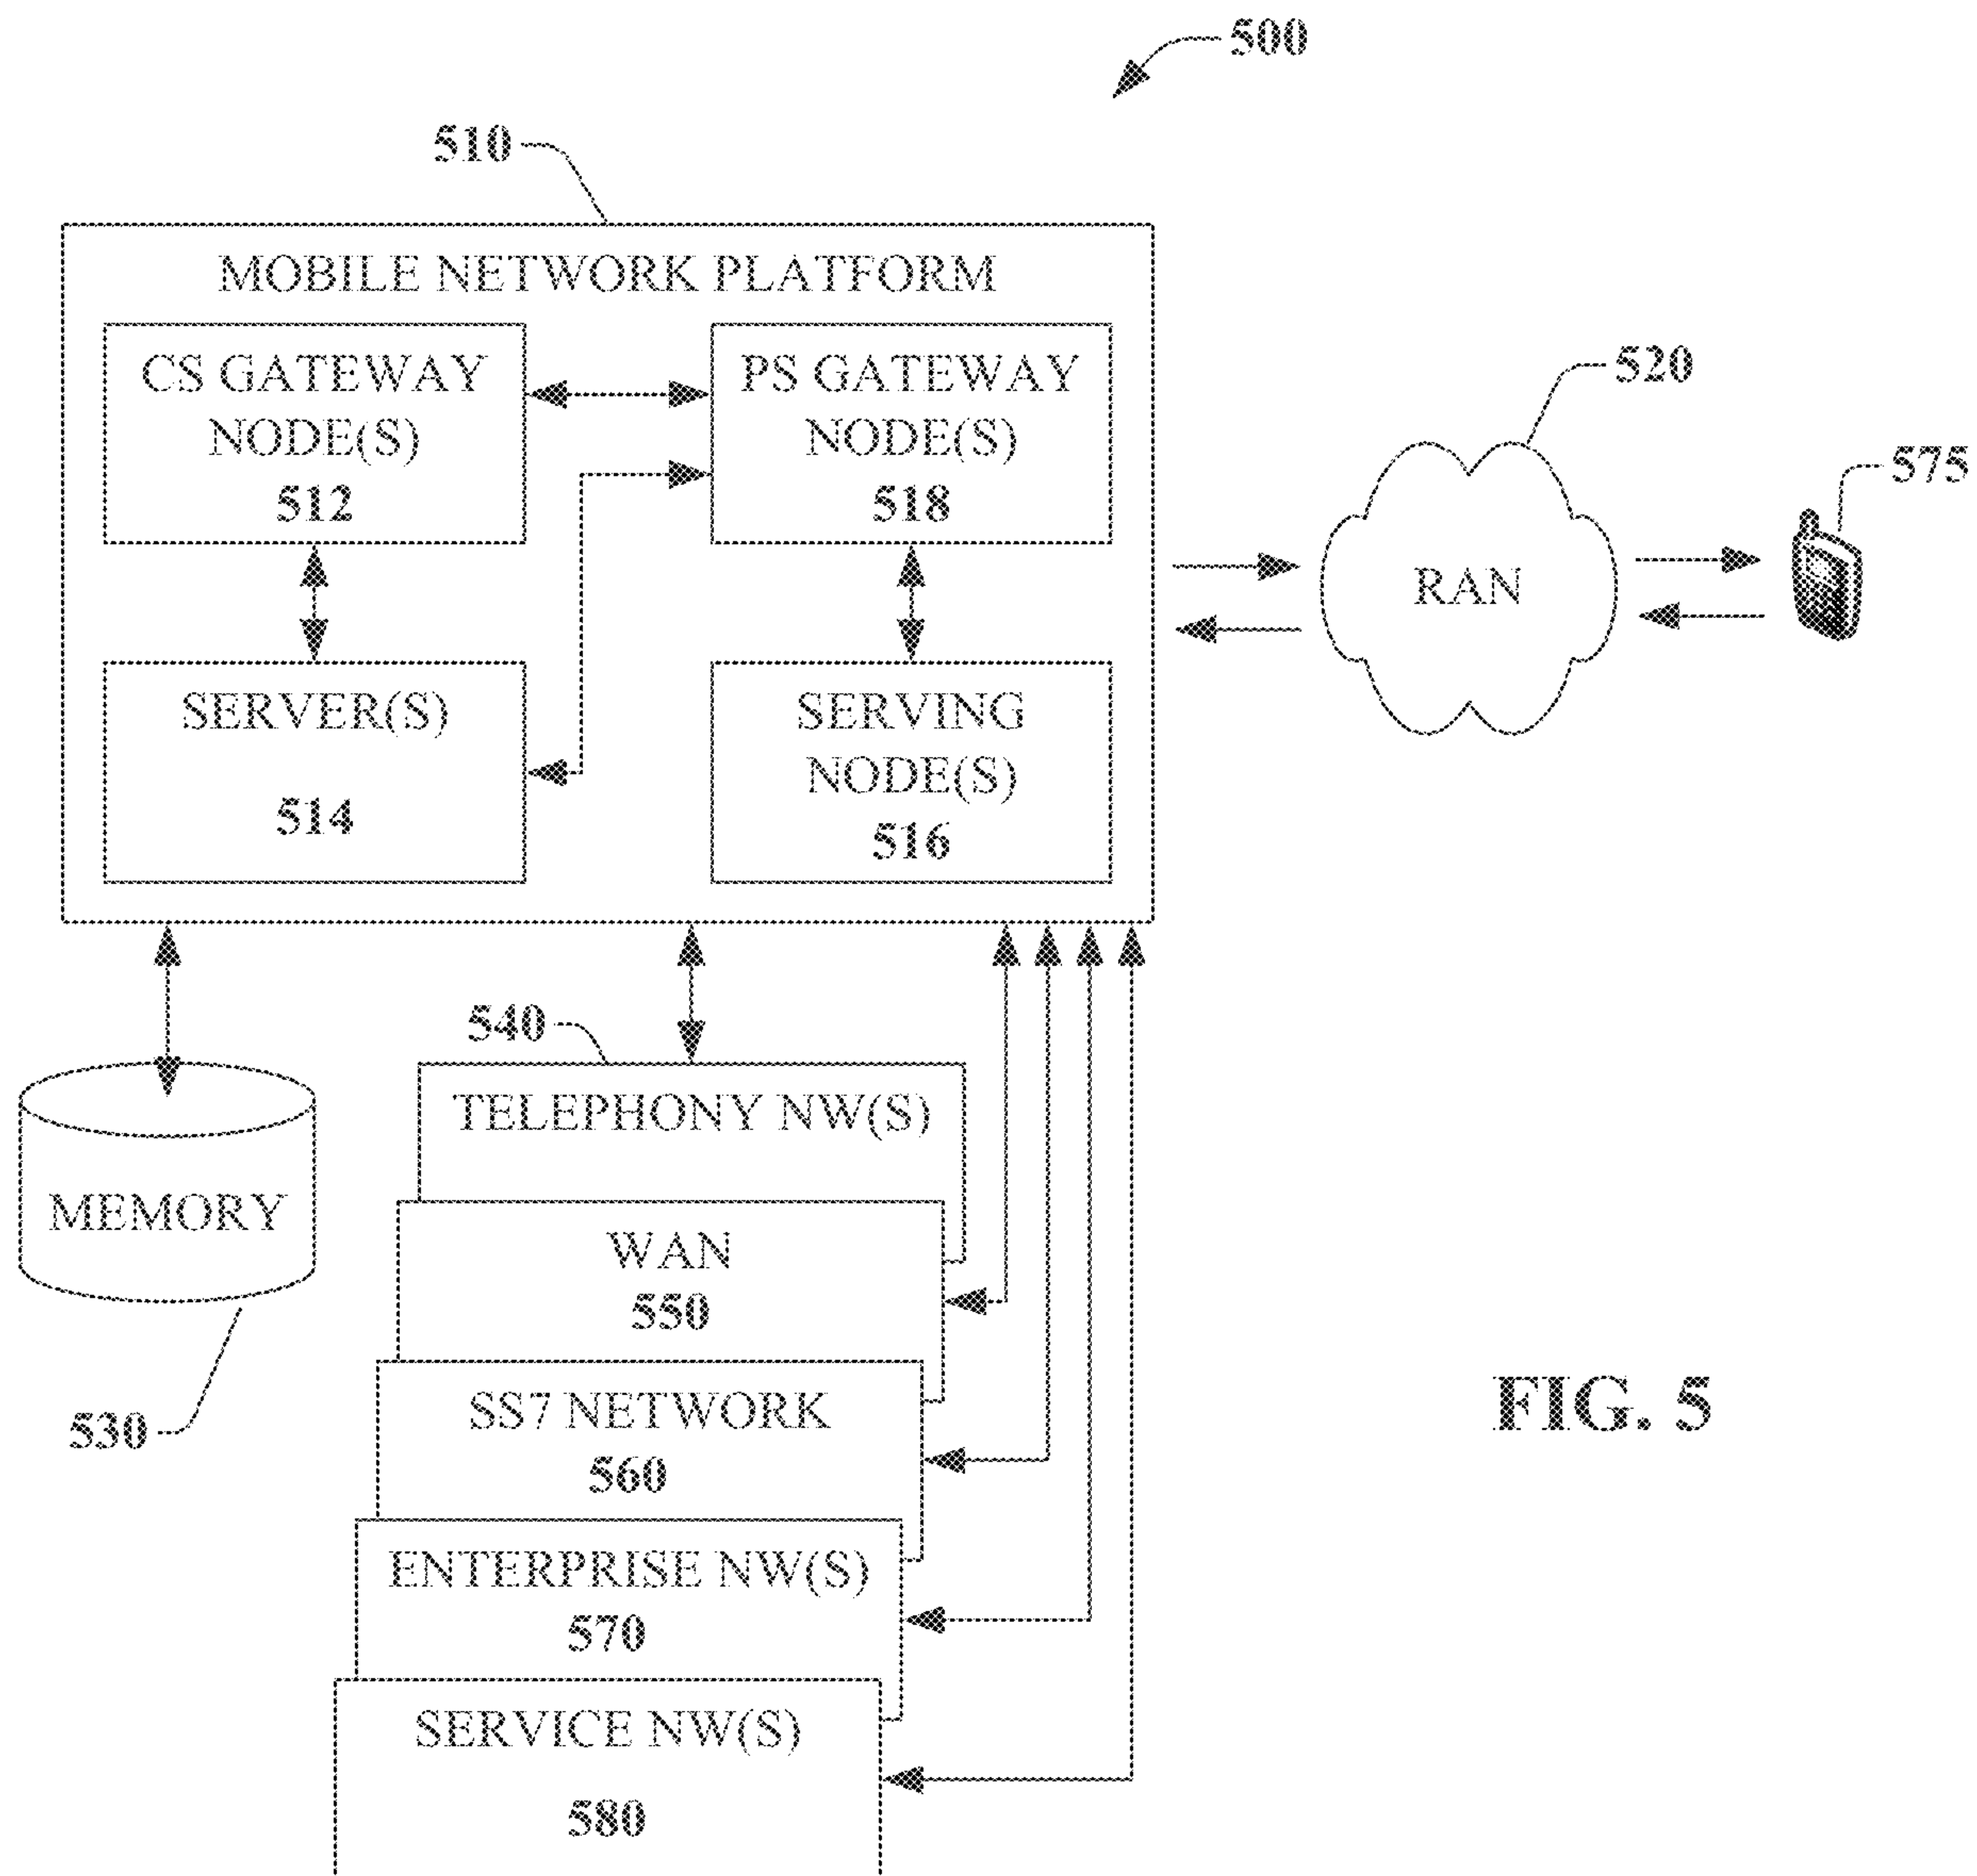 500
510
MOBILE NETWORK PLATFORM
CS GATEWAY
NODE(S)
512
PS GATEWAY
NODE(S)
518
520
575
RAN
SERVER(S)
514
SERVING
NODE(S)
516
540
TELEPHONY NW(S)
MEMORY
530
WAN
550
SS7 NETWORK
560
ENTERPRISE NW(S)
570
SERVICE NW(S)
580
FIG. 5